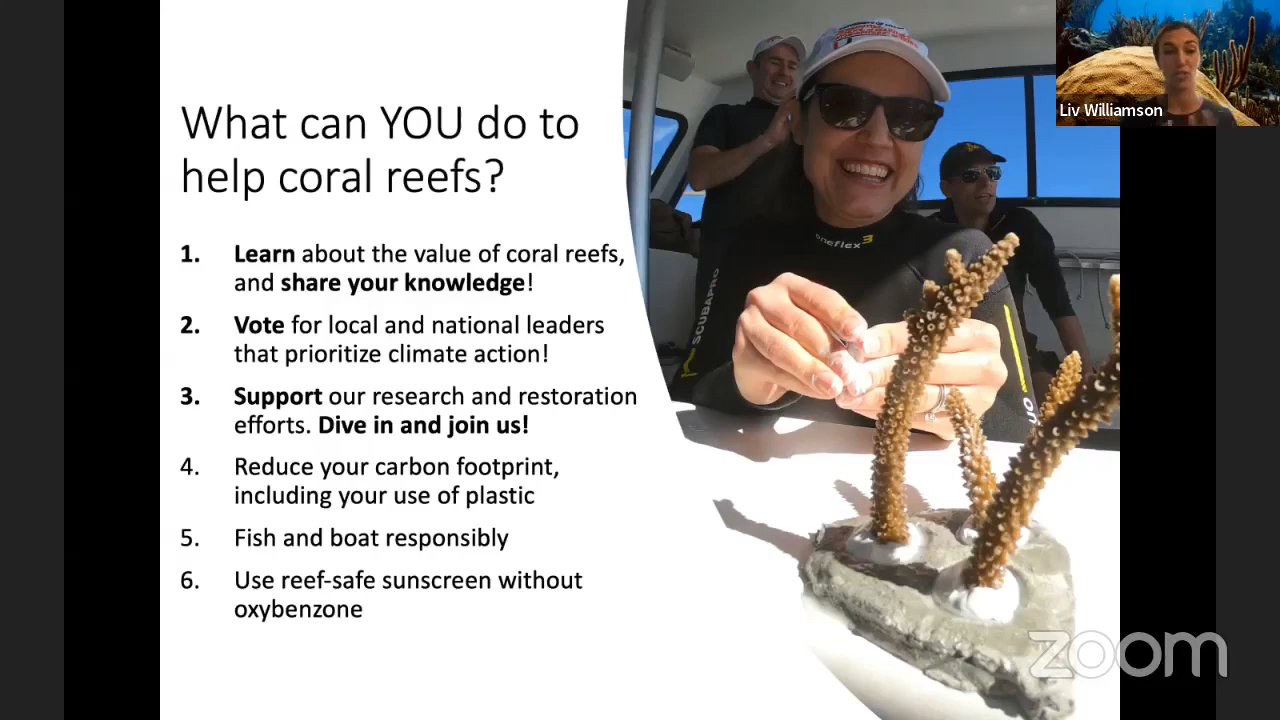 What can YOU do to
help coral reefs?
1. Learn about the value of coral reefs,
and share your knowledge!
2. Vote for local and national leaders
that prioritize climate action!
3. Support our research and restoration
efforts. Dive in and join us!
4. Reduce your carbon footprint,
including your use of plastic
5. Fish and boat responsibly
6. Use reef-safe sunscreen without
oxybenzone
Liv Williamson
oneflex3
SCUBAPRO
zoom